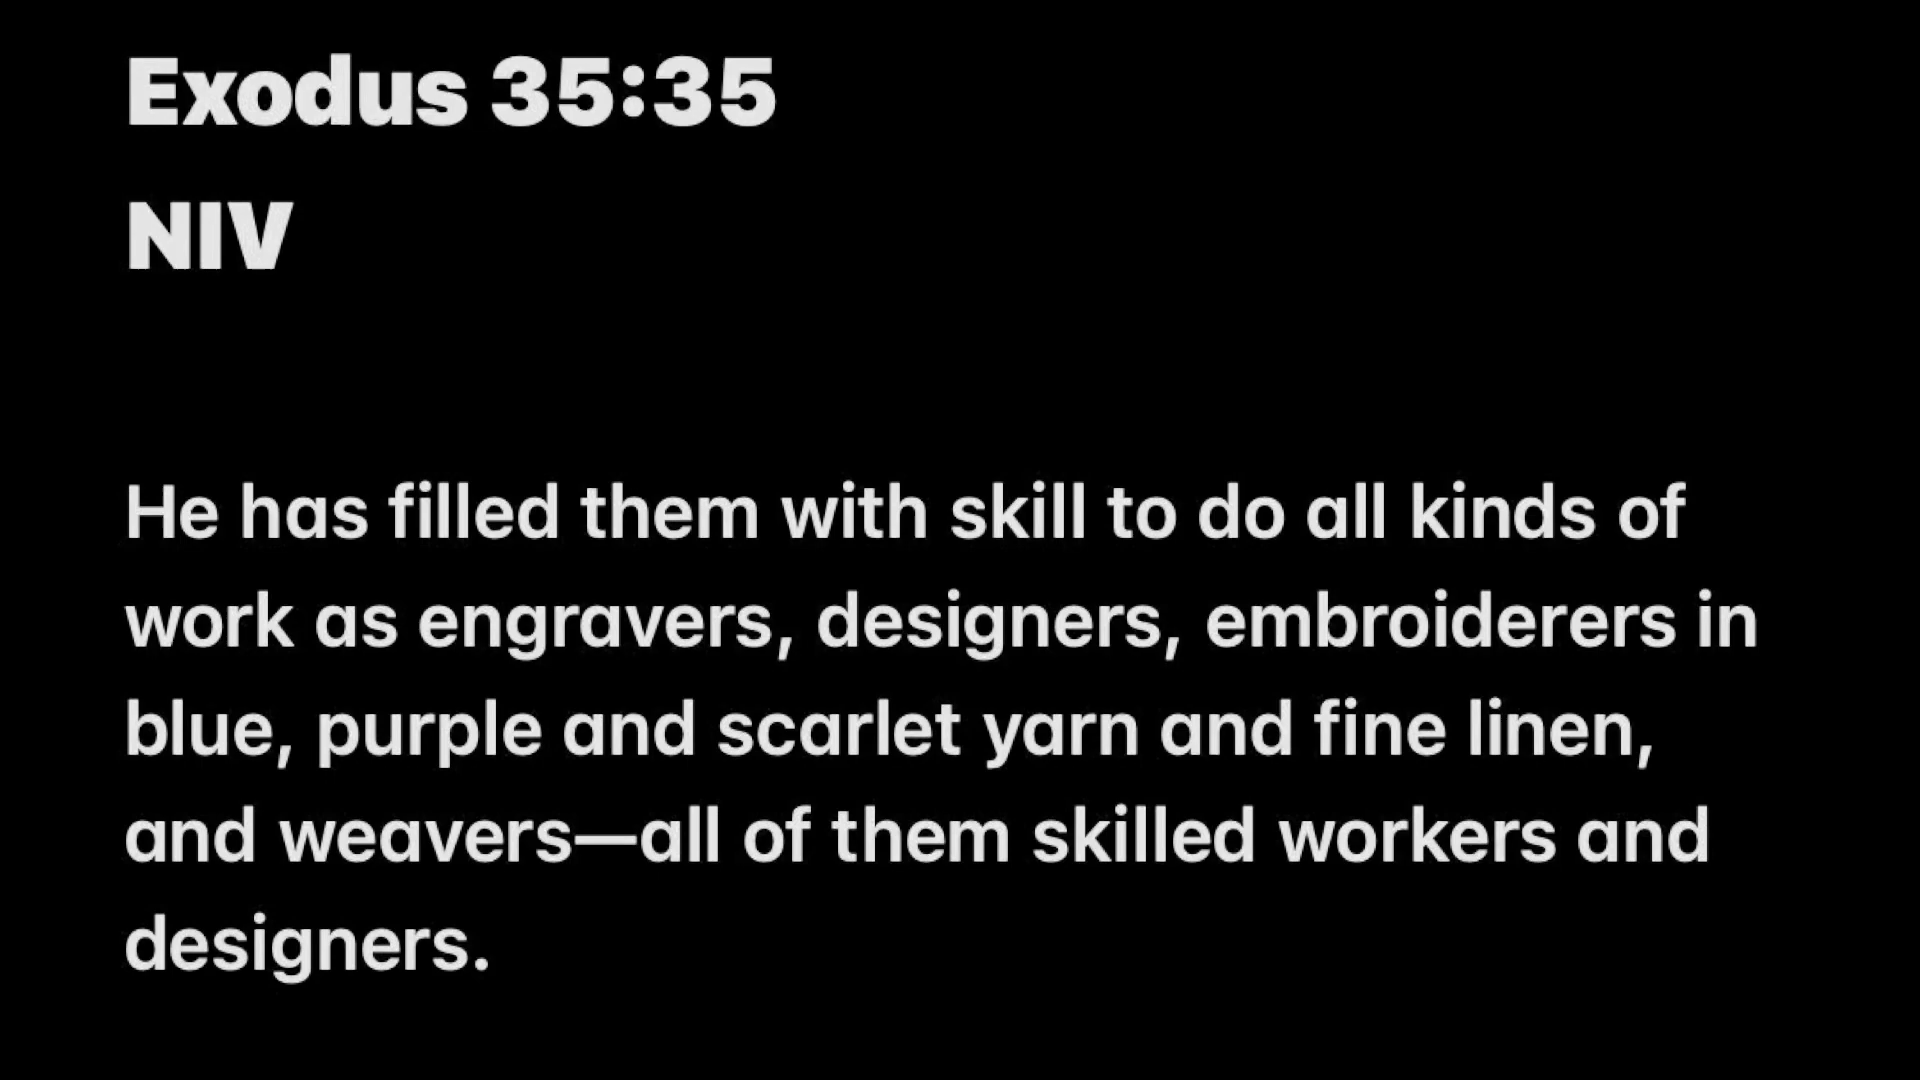 Exodus 35:35
NIV
He has filled them with skill to do all kinds of
work as engravers, designers, embroiderers in
blue, purple and scarlet yarn and fine linen,
and weavers—all of them skilled workers and
designers.